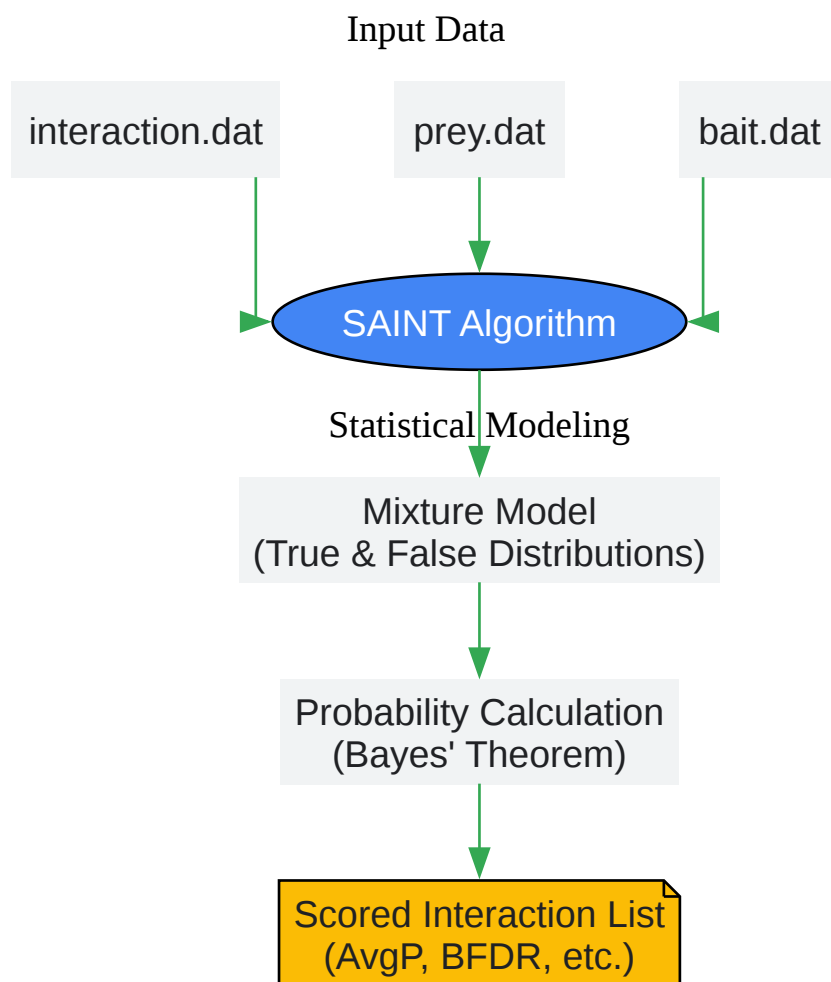 Input Data
interaction.dat
prey.dat
bait.dat
SAINT Algorithm
Statistical Modeling
Mixture Model
(True & False Distributions)
Probability Calculation
(Bayes' Theorem)
Scored Interaction List
(AvgP, BFDR, etc.)